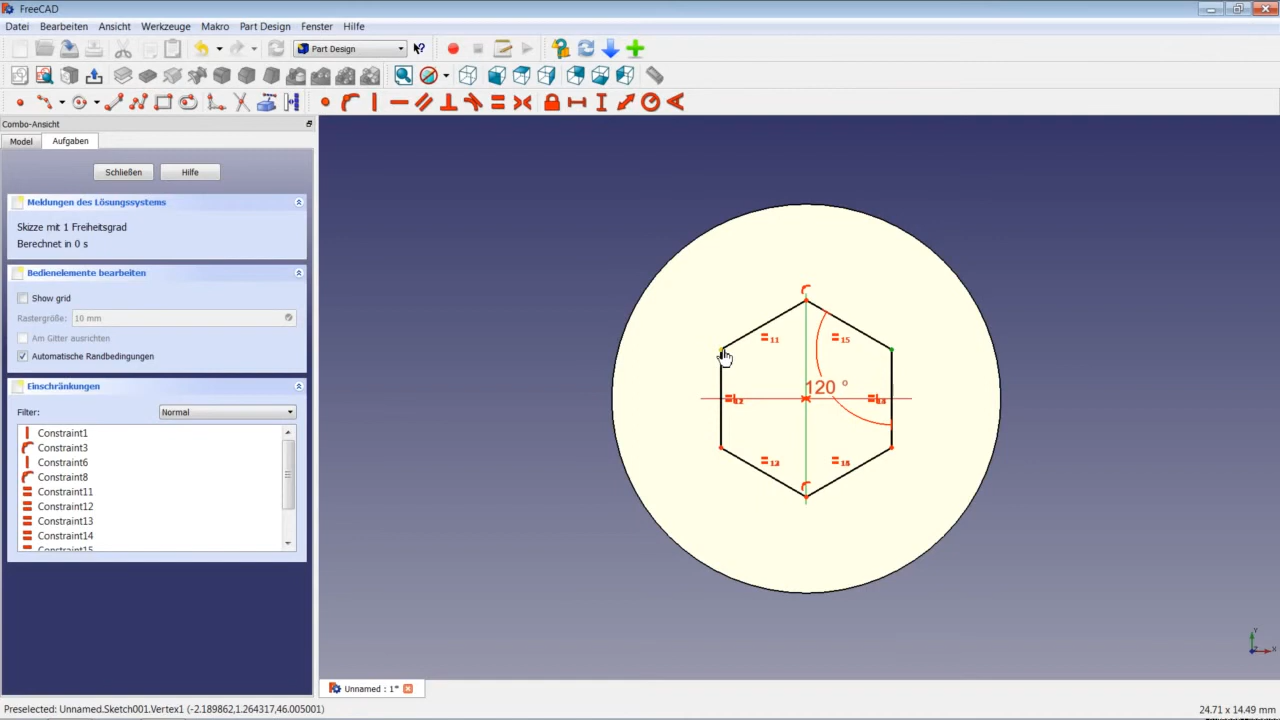 FreeCAD
Datei Bearbeiten Ansicht Werkzeuge Makro Part Design Fenster Hilfe
Part Design
Combo-Ansicht
Model Aufgaben
Schließen Hilfe
Meldungen des Lösungssystems
Skizze mit 1 Freiheitsgrad
Berechnet in 0 s
Bedienelemente bearbeiten
Show grid
Rastergröße: 10 mm
Am Gitter ausrichten
Automatische Randbedingungen
Einschränkungen
Filter: Normal
Constraint1
Constraint3
Constraint6
Constraint8
Constraint11
Constraint12
Constraint13
Constraint14
Constraint15
11 15
120 °
Unnamed : 1*
Preselected: Unnamed.Sketch001.Vertex1 (-2.189862,1.264317,46.005001) 24.71 x 14.49 mm